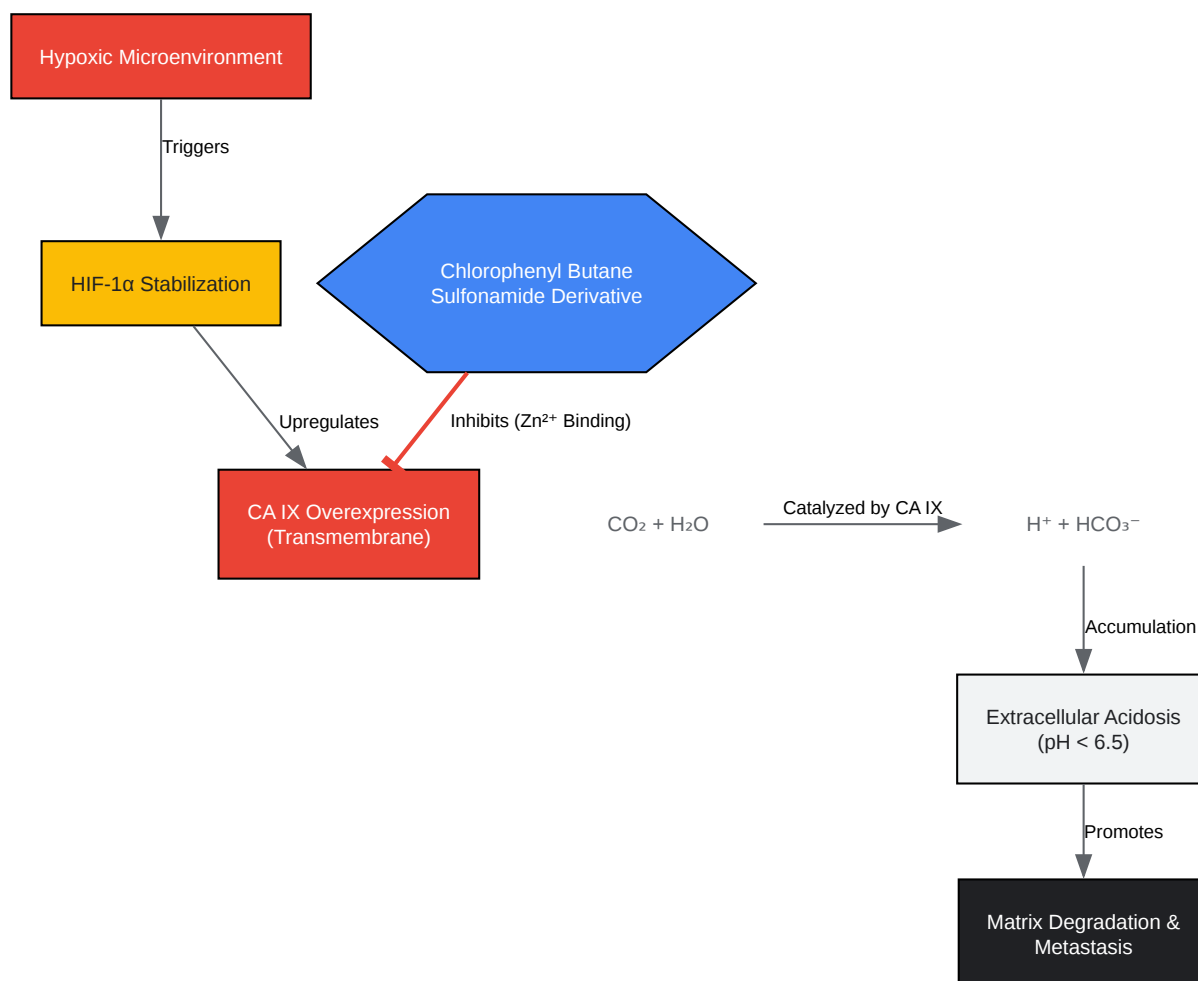 Hypoxic Microenvironment
Triggers
HIF-1α Stabilization
Chlorophenyl Butane
Sulfonamide Derivative
Upregulates
Inhibits (Zn²⁺ Binding)
CA IX Overexpression
(Transmembrane)
CO₂ + H₂O
Catalyzed by CA IX
H⁺ + HCO₃⁻
Accumulation
Extracellular Acidosis
(pH < 6.5)
Promotes
Matrix Degradation &
Metastasis